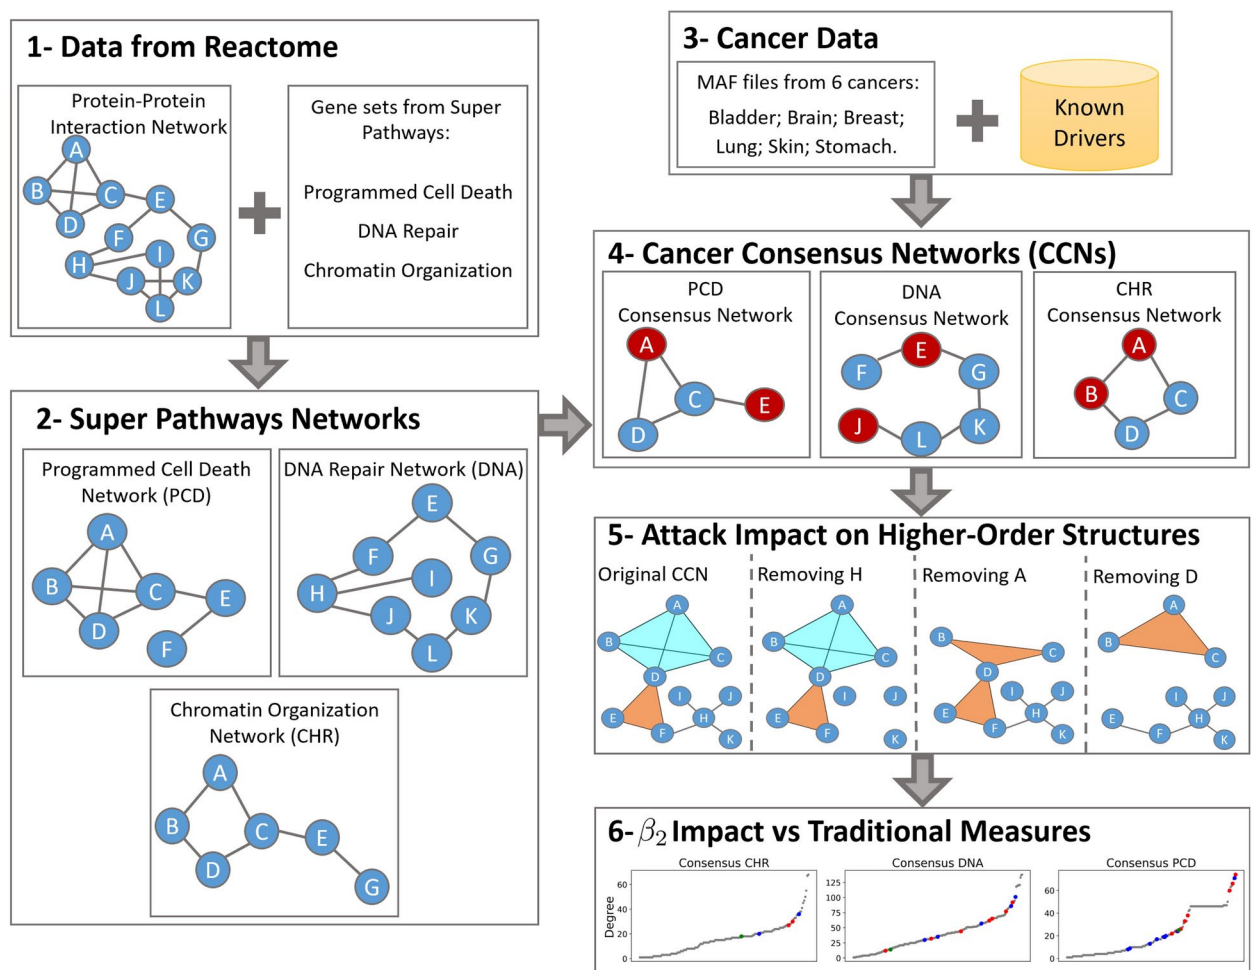 1- Data from Reactome
Protein-Protein
Interaction Network
A
B
C
E
D
F
G
I
H
J
K
L
Gene sets from Super
Pathways:
Programmed Cell Death
DNA Repair
Chromatin Organization
2- Super Pathways Networks
Programmed Cell Death
Network (PCD)
A
B
C
E
D
F
DNA Repair Network (DNA)
E
F
G
I
H
J
K
L
Chromatin Organization
Network (CHR)
A
B
C
E
D
G
3- Cancer Data
MAF files from 6 cancers:
Bladder; Brain; Breast;
Lung; Skin; Stomach.
Known
Drivers
4- Cancer Consensus Networks (CCNs)
PCD
Consensus Network
A
C
E
D
DNA
Consensus Network
E
F
G
J
K
L
CHR
Consensus Network
A
B
C
D
5- Attack Impact on Higher-Order Structures
Original CCN
A
B
C
D
I
J
E
H
F
K
Removing H
A
B
C
D
I
J
E
F
K
Removing A
B
C
D
I
J
E
H
F
K
Removing D
A
B
C
I
J
E
H
F
K
6- β2 Impact vs Traditional Measures
Consensus CHR
Degree
60
40
20
0
Consensus DNA
125
100
75
50
25
0
Consensus PCD
60
40
20
0